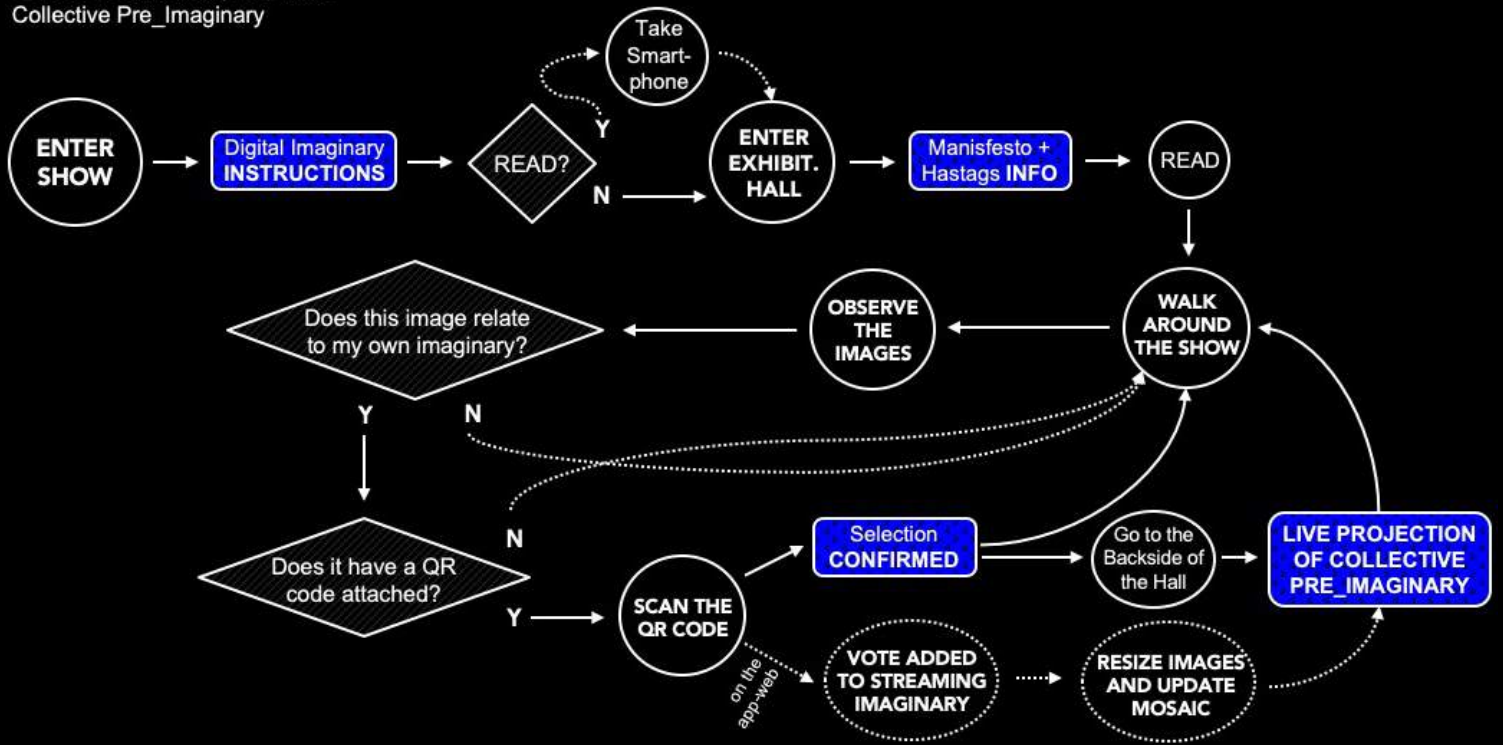 Collective Pre_Imaginary
Take
Smart-
phone
ENTER
SHOW
Digital Imaginary
INSTRUCTIONS
READ?
Y
N
ENTER
EXHIBIT.
HALL
Manisfesto +
Hastags INFO
READ
Does this image relate
to my own imaginary?
OBSERVE
THE
IMAGES
WALK
AROUND
THE SHOW
Y
N
Does it have a QR
code attached?
N
Y
SCAN THE
QR CODE
Selection
CONFIRMED
Go to the
Backside of
the Hall
LIVE PROJECTION
OF COLLECTIVE
PRE_IMAGINARY
on the
app-web
VOTE ADDED
TO STREAMING
IMAGINARY
RESIZE IMAGES
AND UPDATE
MOSAIC